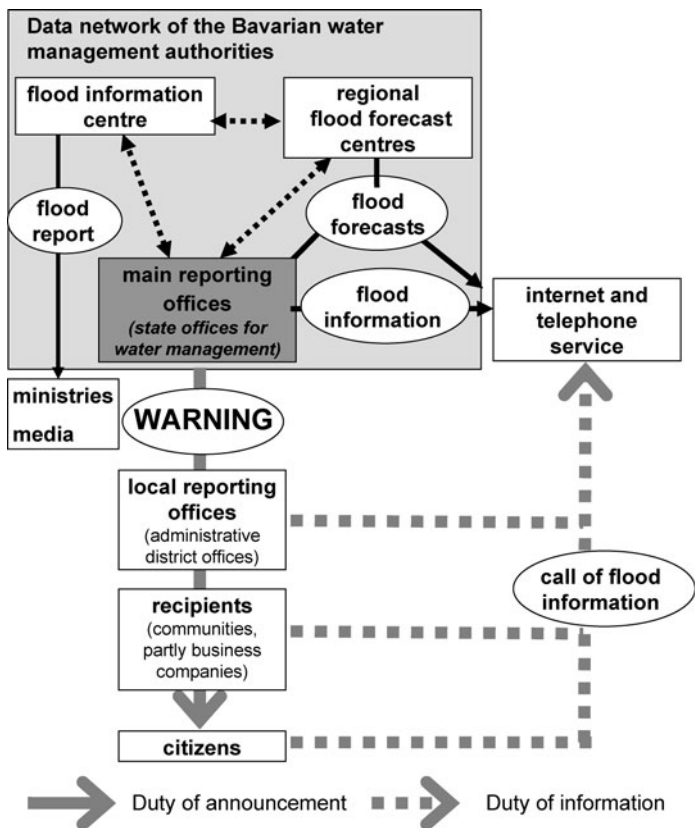 Data network of the Bavarian water
management authorities
flood information
centre
regional
flood forecast
centres
flood
report
flood
forecasts
main reporting
offices
(state offices for
water management)
flood
information
internet and
telephone
service
ministries
media
WARNING
local reporting
offices
(administrative
district offices)
call of flood
information
recipients
(communities,
partly business
companies)
citizens
Duty of announcement
Duty of information